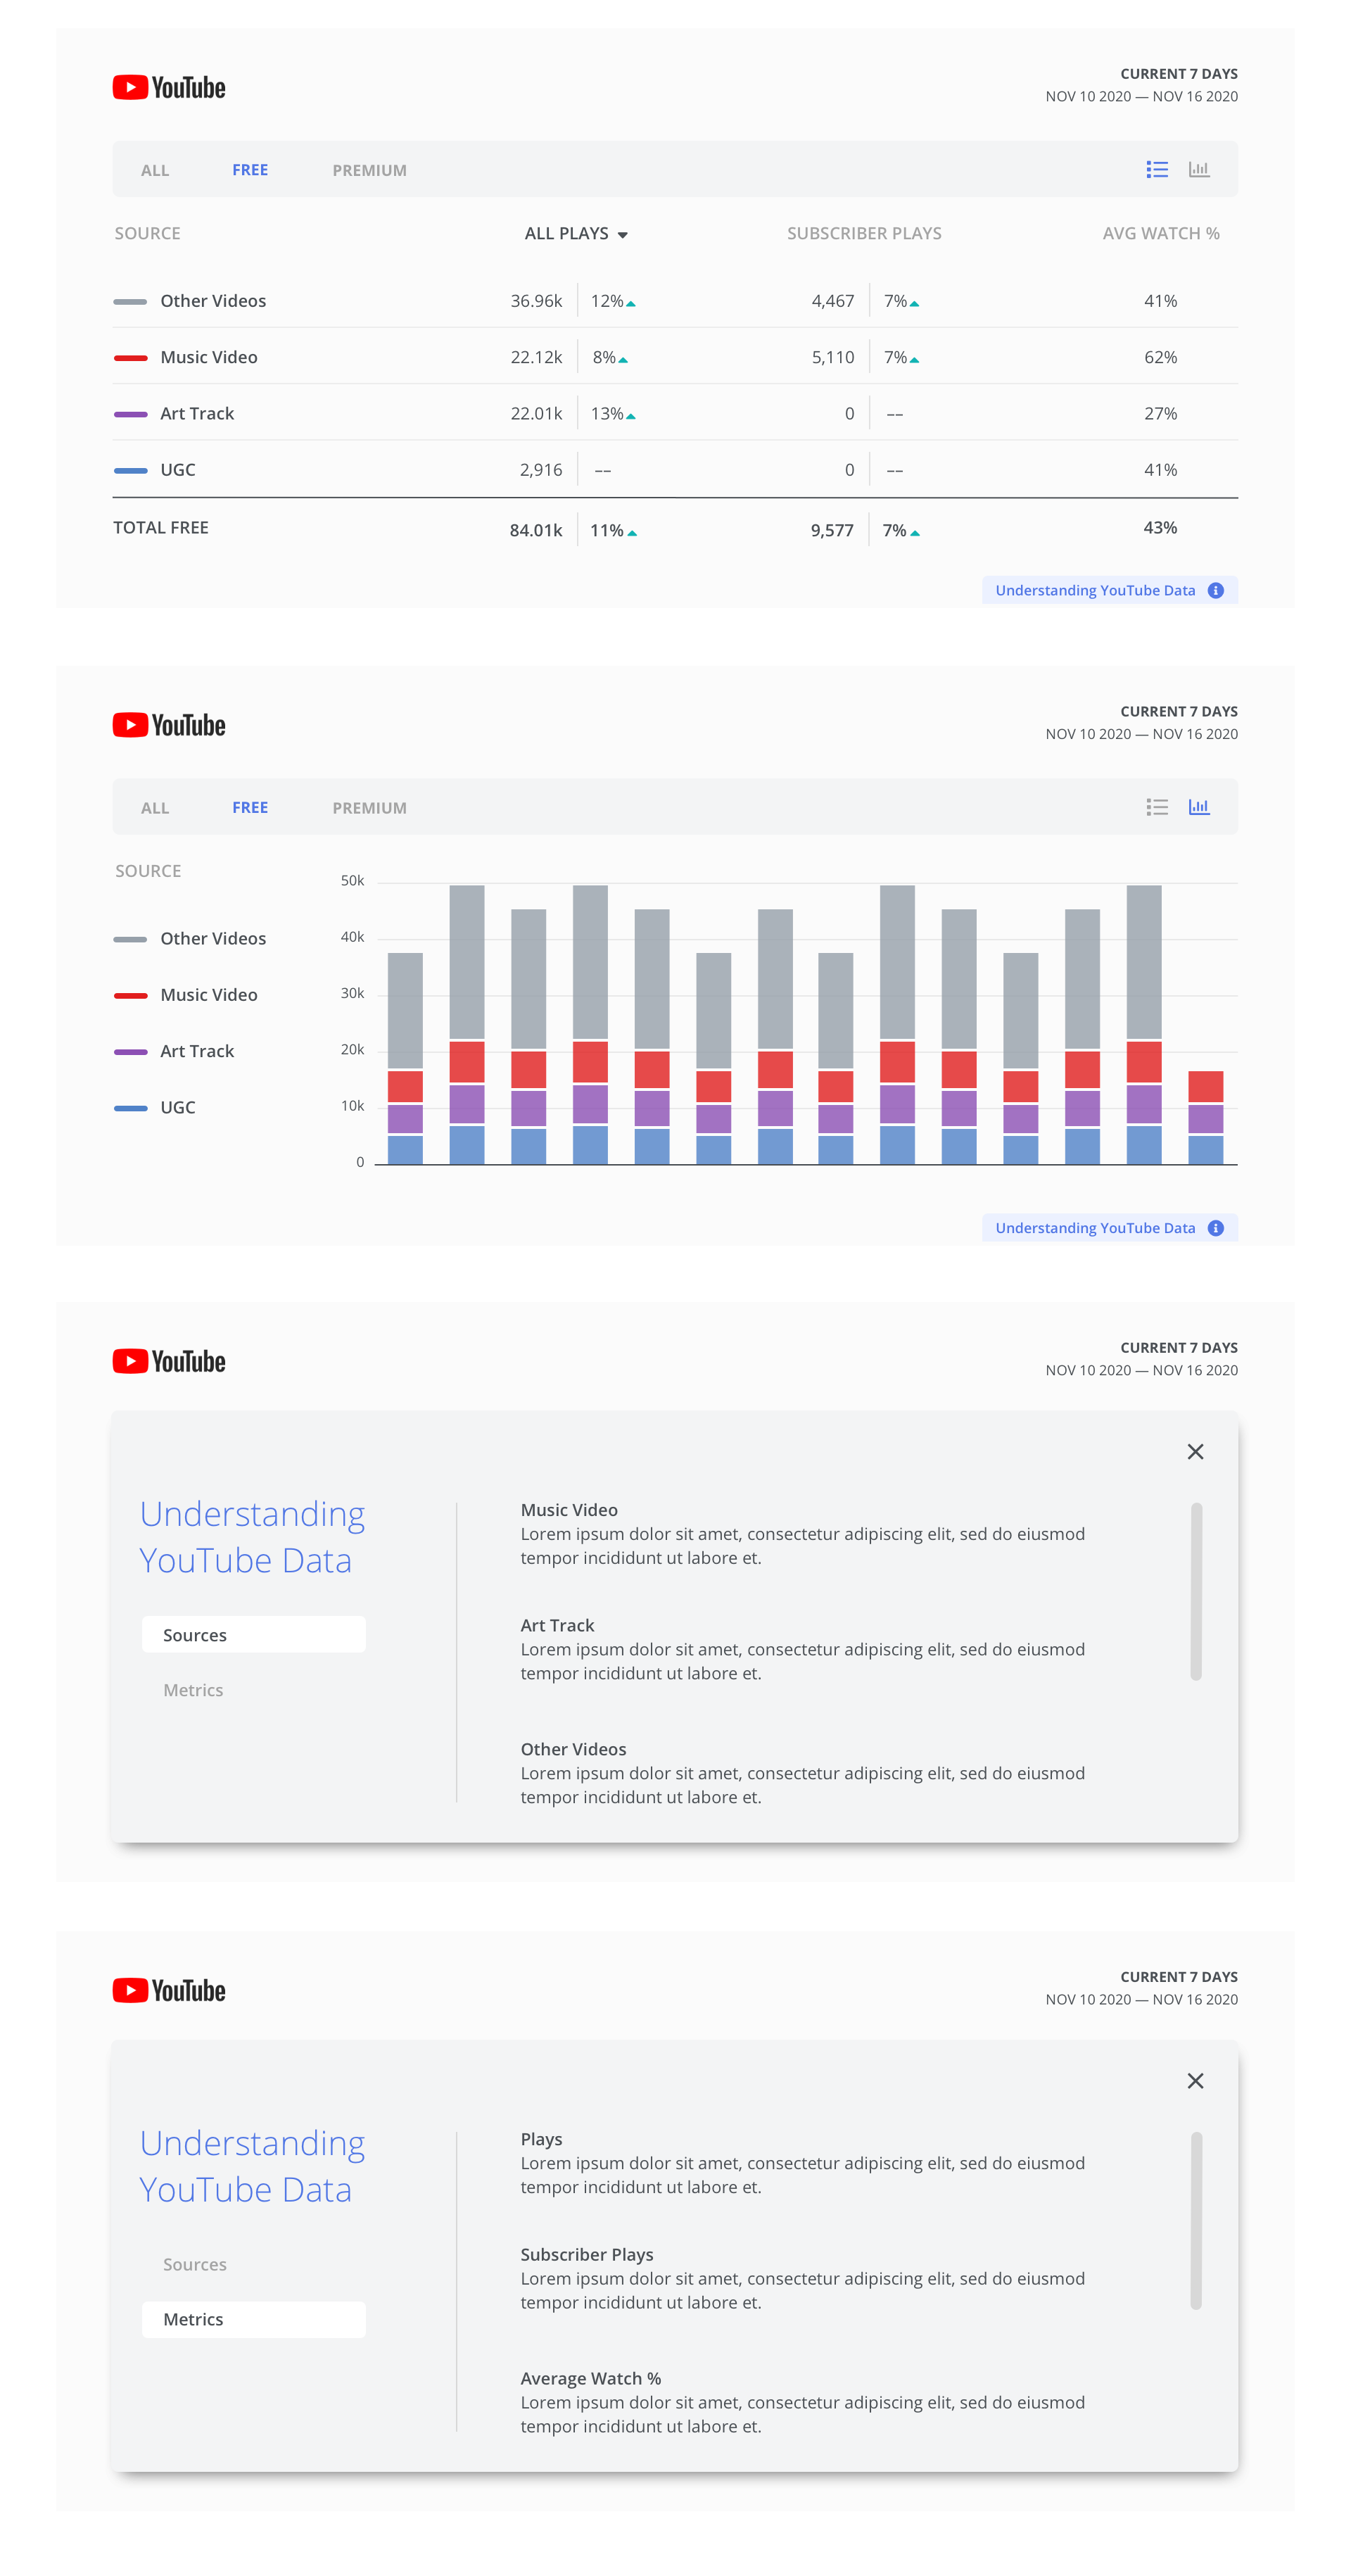 YouTube
CURRENT 7 DAYS
NOV 10 2020 — NOV 16 2020
ALL FREE PREMIUM
SOURCE ALL PLAYS SUBSCRIBER PLAYS AVG WATCH %
Other Videos 36.96k 12% 4,467 7% 41%
Music Video 22.12k 8% 5,110 7% 62%
Art Track 22.01k 13% 0 -- 27%
UGC 2,916 -- 0 -- 41%
TOTAL FREE 84.01k 11% 9,577 7% 43%
Understanding YouTube Data
YouTube
CURRENT 7 DAYS
NOV 10 2020 — NOV 16 2020
ALL FREE PREMIUM
SOURCE
Other Videos
Music Video
Art Track
UGC
50k
40k
30k
20k
10k
0
Understanding YouTube Data
YouTube
CURRENT 7 DAYS
NOV 10 2020 — NOV 16 2020
Understanding
YouTube Data
Sources
Metrics
Music Video
Lorem ipsum dolor sit amet, consectetur adipiscing elit, sed do eiusmod
tempor incididunt ut labore et.
Art Track
Lorem ipsum dolor sit amet, consectetur adipiscing elit, sed do eiusmod
tempor incididunt ut labore et.
Other Videos
Lorem ipsum dolor sit amet, consectetur adipiscing elit, sed do eiusmod
tempor incididunt ut labore et.
YouTube
CURRENT 7 DAYS
NOV 10 2020 — NOV 16 2020
Understanding
YouTube Data
Sources
Metrics
Plays
Lorem ipsum dolor sit amet, consectetur adipiscing elit, sed do eiusmod
tempor incididunt ut labore et.
Subscriber Plays
Lorem ipsum dolor sit amet, consectetur adipiscing elit, sed do eiusmod
tempor incididunt ut labore et.
Average Watch %
Lorem ipsum dolor sit amet, consectetur adipiscing elit, sed do eiusmod
tempor incididunt ut labore et.